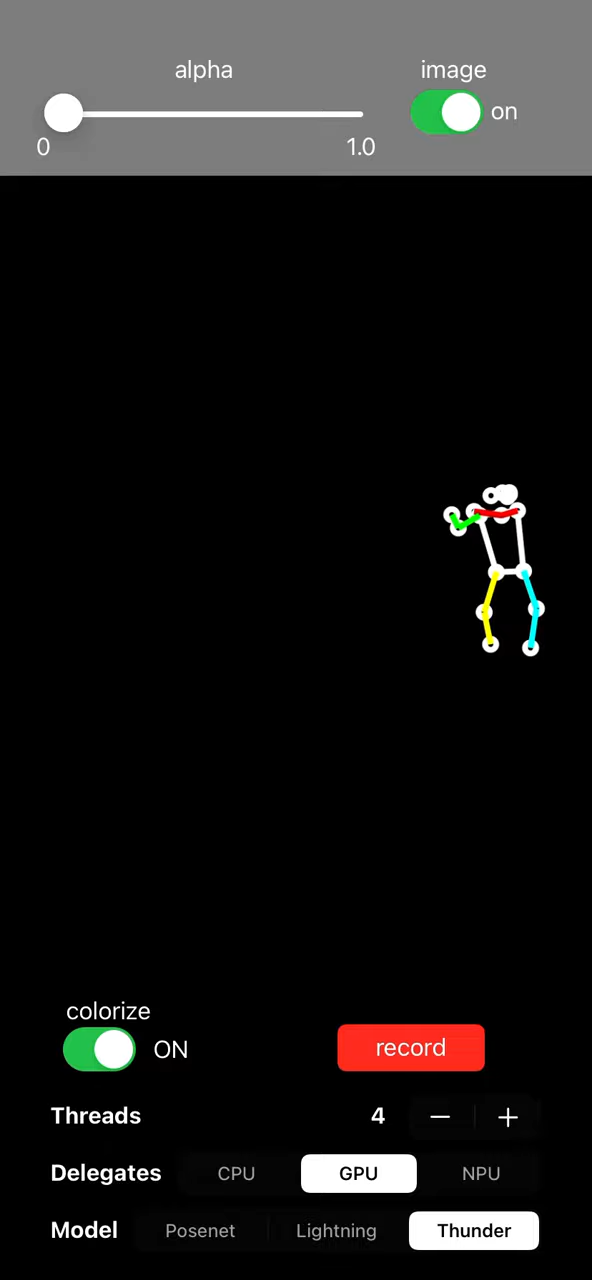 alpha image
on
0 1.0
colorize
ON record
Threads 4 − +
Delegates CPU GPU NPU
Model Posenet Lightning Thunder